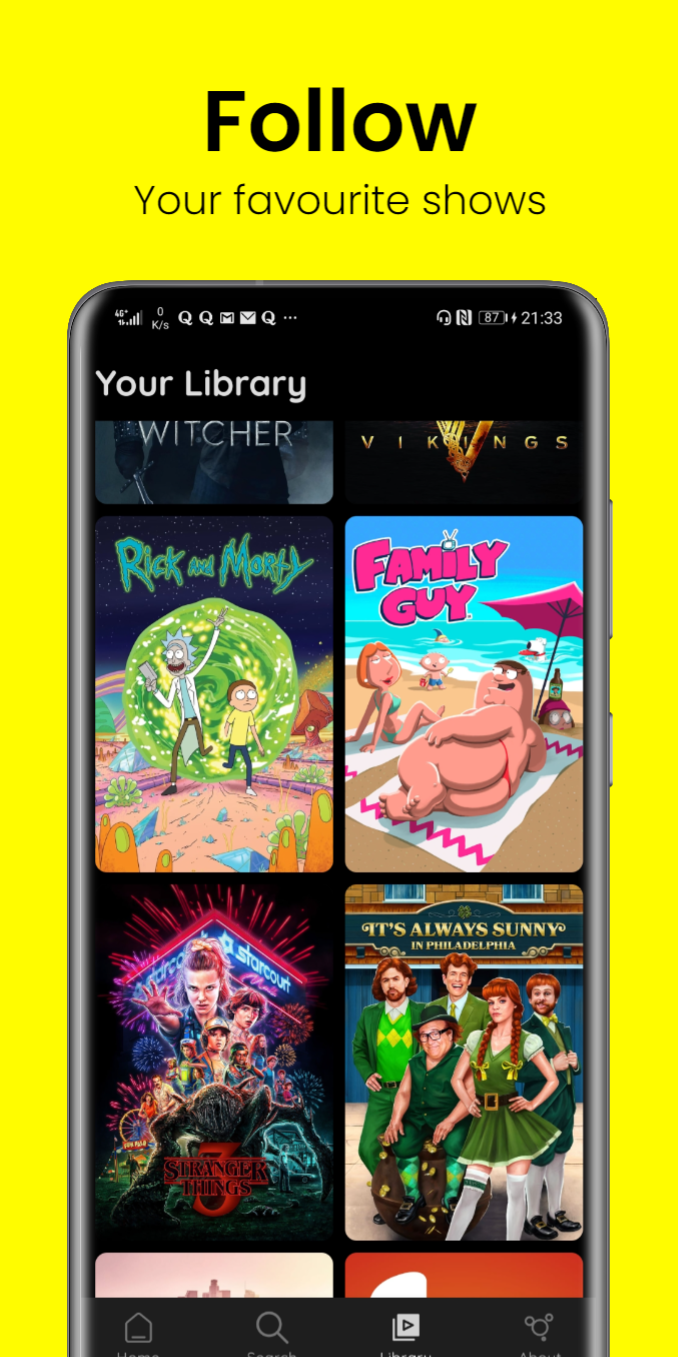 Follow
Your favourite shows
4G+ 0 K/s 87 21:33
Your Library
WITCHER
VIKINGS
Rick and Morty
FAMILY
GUY
starcourt
STRANGER
THINGS
3
IT'S ALWAYS SUNNY
IN PHILADELPHIA
Home Search Library About